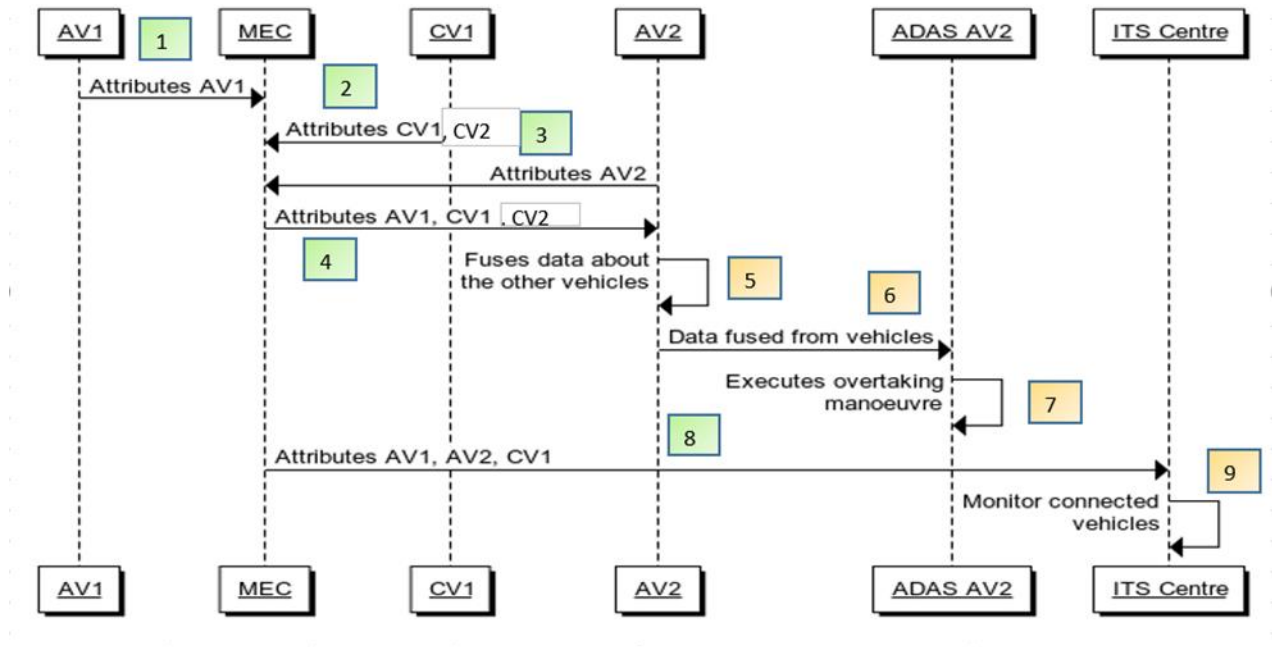 AV1
MEC
CV1
AV2
ADAS AV2
ITS Centre
1
Attributes AV1
2
Attributes CV1, CV2
3
Attributes AV2
Attributes AV1, CV1 , CV2
4
Fuses data about
the other vehicles
5
6
Data fused from vehicles
Executes overtaking
manoeuvre
7
8
Attributes AV1, AV2, CV1
9
Monitor connected
vehicles
AV1
MEC
CV1
AV2
ADAS AV2
ITS Centre